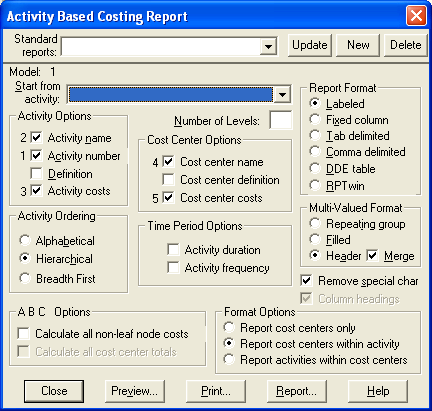 Activity Based Costing Report
Standard reports:
Update
New
Delete
Model: 1
Start from activity:
Number of Levels:
Activity Options
2 Activity name
1 Activity number
Definition
3 Activity costs
Cost Center Options
4 Cost center name
Cost center definition
5 Cost center costs
Report Format
Labeled
Fixed column
Tab delimited
Comma delimited
DDE table
RPTwin
Activity Ordering
Alphabetical
Hierarchical
Breadth First
Time Period Options
Activity duration
Activity frequency
Multi-Valued Format
Repeating group
Filled
Header
Merge
Remove special char
Column headings
A B C Options
Calculate all non-leaf node costs
Calculate all cost center totals
Format Options
Report cost centers only
Report cost centers within activity
Report activities within cost centers
Close
Preview...
Print...
Report...
Help